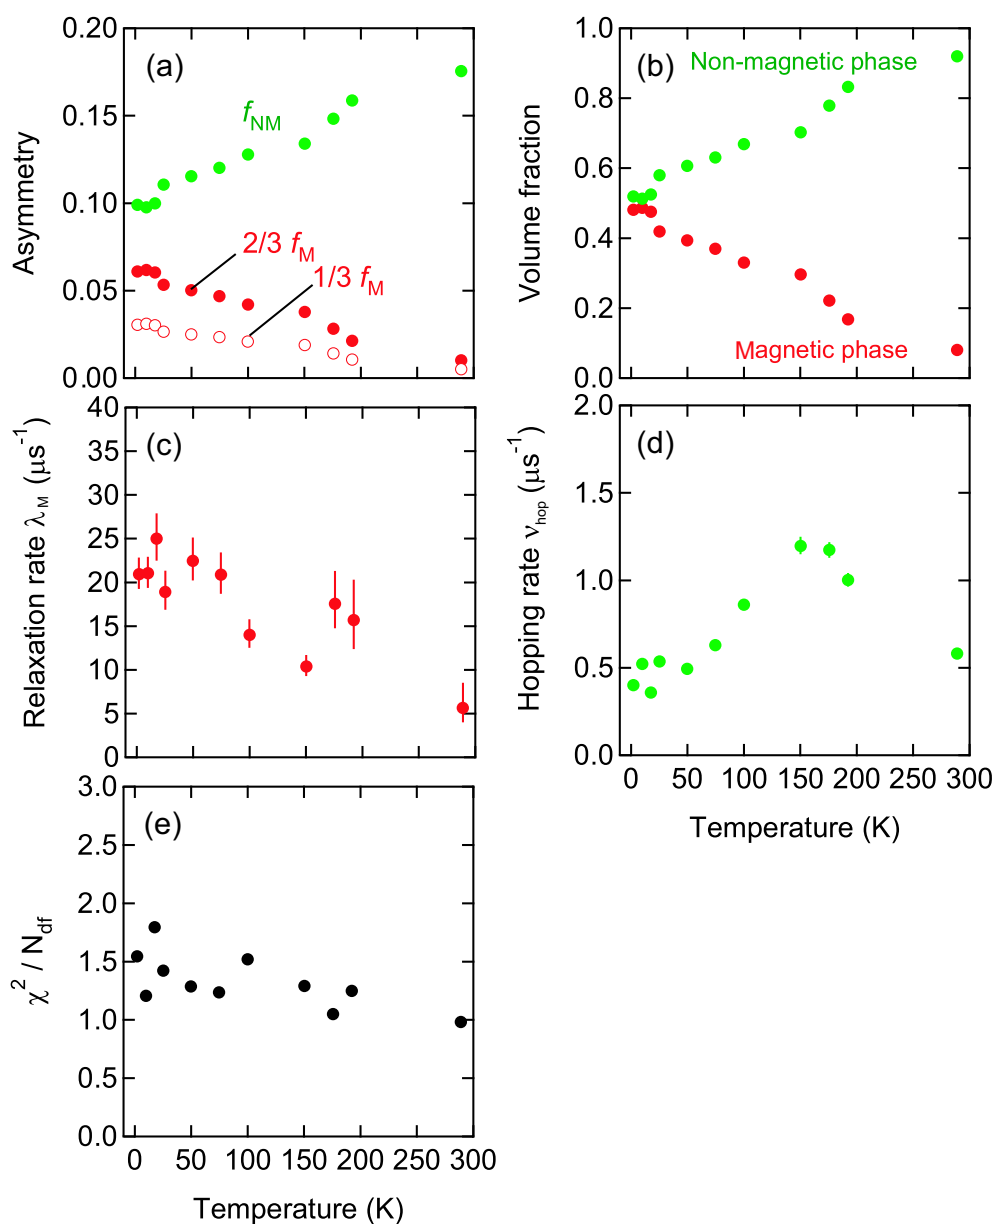 (a)
0.20
0.15
0.10
0.05
0.00
Asymmetry
f_NM
2/3 f_M
1/3 f_M
(b)
1.0
0.8
0.6
0.4
0.2
0.0
Volume fraction
Non-magnetic phase
Magnetic phase
(c)
40
35
30
25
20
15
10
5
0
Relaxation rate λ_M (μs⁻¹)
(d)
2.0
1.5
1.0
0.5
0.0
Hopping rate ν_hop (μs⁻¹)
0 50 100 150 200 250 300
Temperature (K)
(e)
3.0
2.5
2.0
1.5
1.0
0.5
0.0
χ² / N_df
0 50 100 150 200 250 300
Temperature (K)